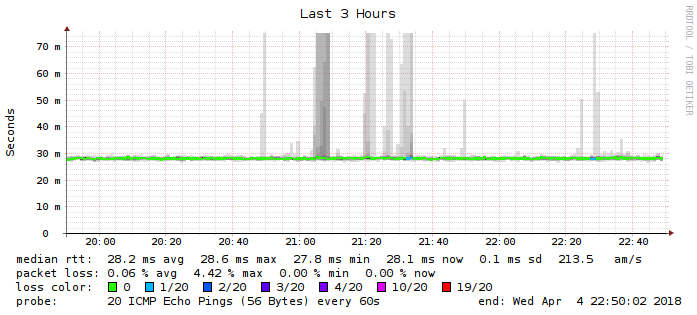 Last 3 Hours
RRDTOOL / TOBI OETIKER
Seconds
70 m
60 m
50 m
40 m
30 m
20 m
10 m
0
20:00 20:20 20:40 21:00 21:20 21:40 22:00 22:20 22:40
median rtt: 28.2 ms avg 28.6 ms max 27.8 ms min 28.1 ms now 0.1 ms sd 213.5 am/s
packet loss: 0.06 % avg 4.42 % max 0.00 % min 0.00 % now
loss color: 0 1/20 2/20 3/20 4/20 10/20 19/20
probe: 20 ICMP Echo Pings (56 Bytes) every 60s end: Wed Apr 4 22:50:02 2018